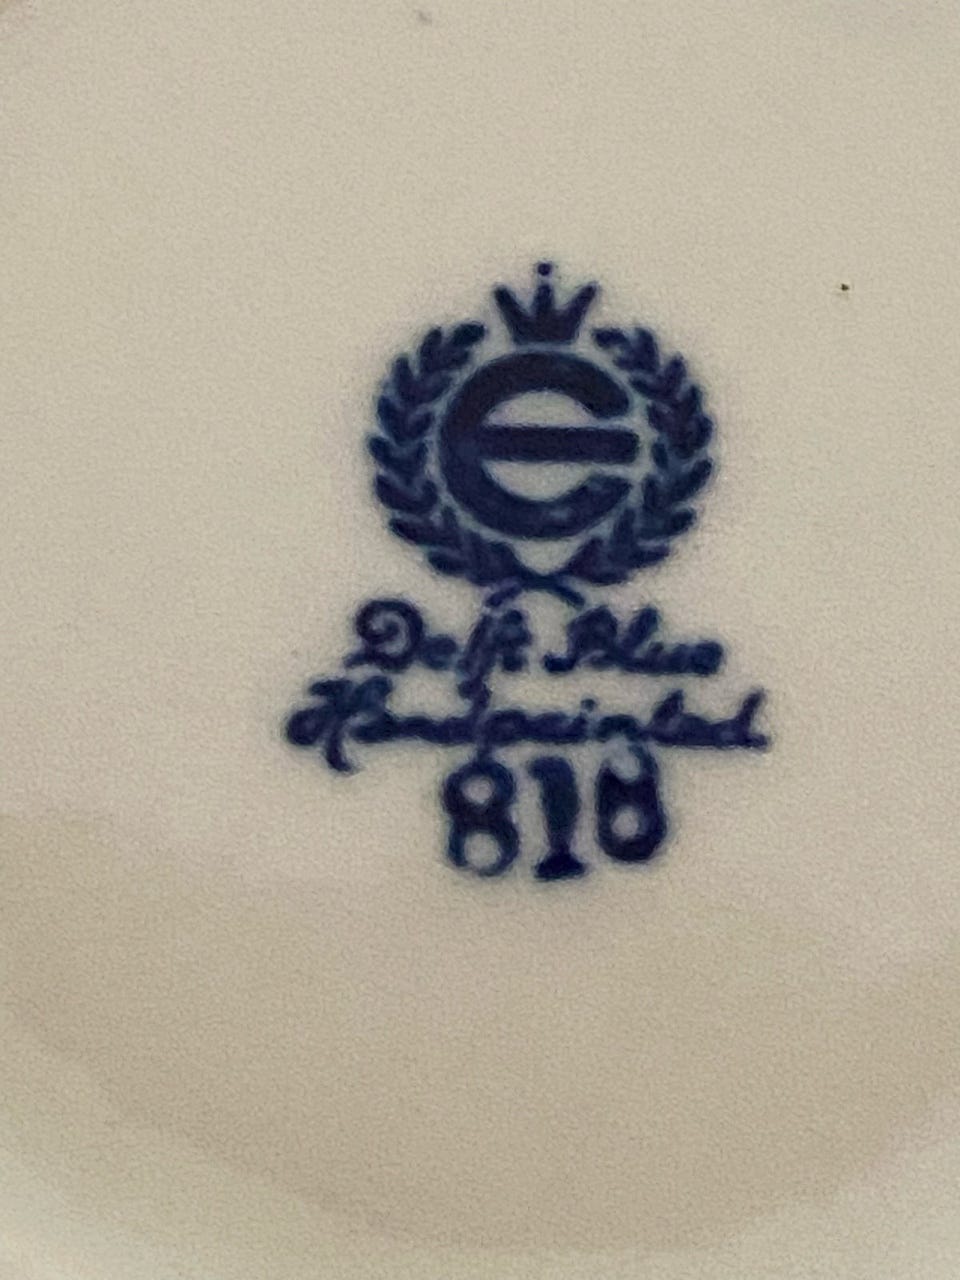 e
Delft Blue
Handpainted
818